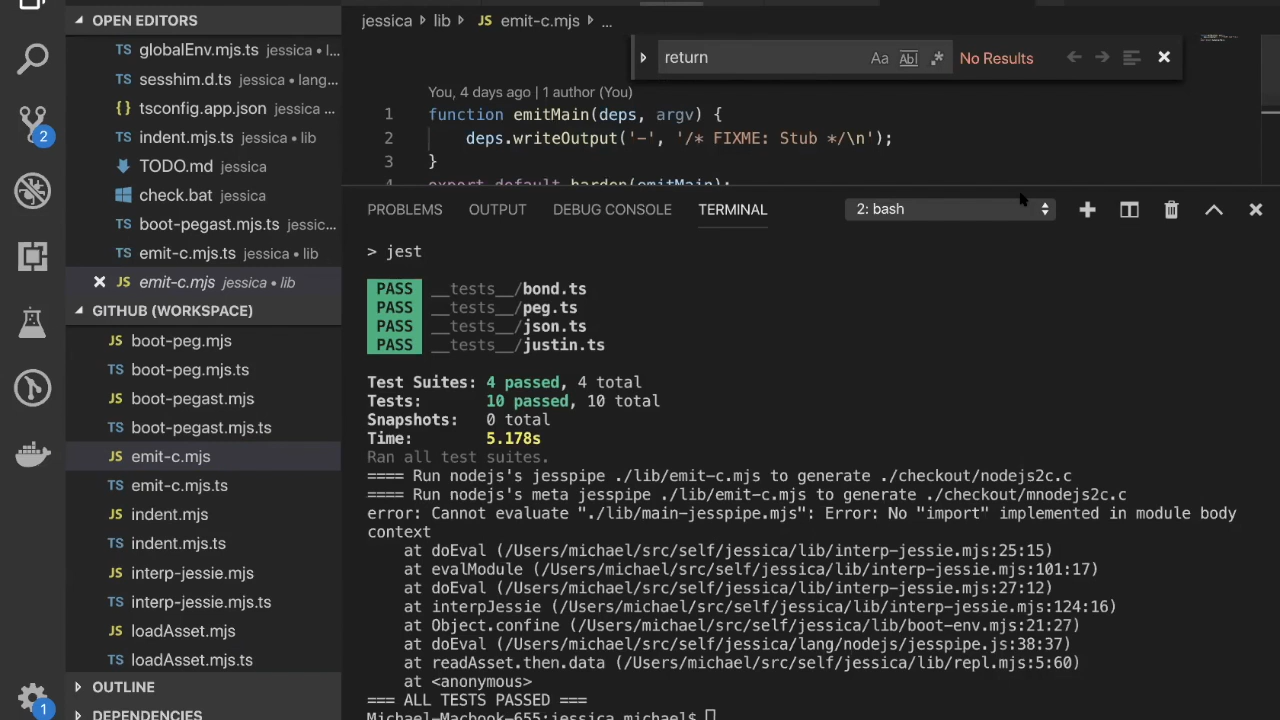 OPEN EDITORS
TS globalEnv.mjs.ts jessica • l...
TS sesshim.d.ts jessica • lang...
{} tsconfig.app.json jessica ...
TS indent.mjs.ts jessica • lib
TODO.md jessica
check.bat jessica
TS boot-pegast.mjs.ts jessic...
TS emit-c.mjs.ts jessica • lib
JS emit-c.mjs jessica • lib
GITHUB (WORKSPACE)
JS boot-peg.mjs
TS boot-peg.mjs.ts
JS boot-pegast.mjs
TS boot-pegast.mjs.ts
JS emit-c.mjs
TS emit-c.mjs.ts
JS indent.mjs
TS indent.mjs.ts
JS interp-jessie.mjs
TS interp-jessie.mjs.ts
JS loadAsset.mjs
TS loadAsset.mjs.ts
OUTLINE
DEPENDENCIES
2
1
jessica lib JS emit-c.mjs ...
return Aa Abl .* No Results
You, 4 days ago | 1 author (You)
1 function emitMain(deps, argv) {
2 deps.writeOutput('-', '/* FIXME: Stub */\n');
3 }
4 export default harden(emitMain);
PROBLEMS OUTPUT DEBUG CONSOLE TERMINAL 2: bash
> jest
PASS __tests__/bond.ts
PASS __tests__/peg.ts
PASS __tests__/json.ts
PASS __tests__/justin.ts
Test Suites: 4 passed, 4 total
Tests: 10 passed, 10 total
Snapshots: 0 total
Time: 5.178s
Ran all test suites.
==== Run nodejs's jesspipe ./lib/emit-c.mjs to generate ./checkout/nodejs2c.c
==== Run nodejs's meta jesspipe ./lib/emit-c.mjs to generate ./checkout/mnodejs2c.c
error: Cannot evaluate "./lib/main-jesspipe.mjs": Error: No "import" implemented in module body
context
at doEval (/Users/michael/src/self/jessica/lib/interp-jessie.mjs:25:15)
at evalModule (/Users/michael/src/self/jessica/lib/interp-jessie.mjs:101:17)
at doEval (/Users/michael/src/self/jessica/lib/interp-jessie.mjs:27:12)
at interpJessie (/Users/michael/src/self/jessica/lib/interp-jessie.mjs:124:16)
at Object.confine (/Users/michael/src/self/jessica/lib/boot-env.mjs:21:27)
at doEval (/Users/michael/src/self/jessica/lang/nodejs/jesspipe.js:38:37)
at readAsset.then.data (/Users/michael/src/self/jessica/lib/repl.mjs:5:60)
at <anonymous>
=== ALL TESTS PASSED ===
Michael-Macbook-655:jessica michael$